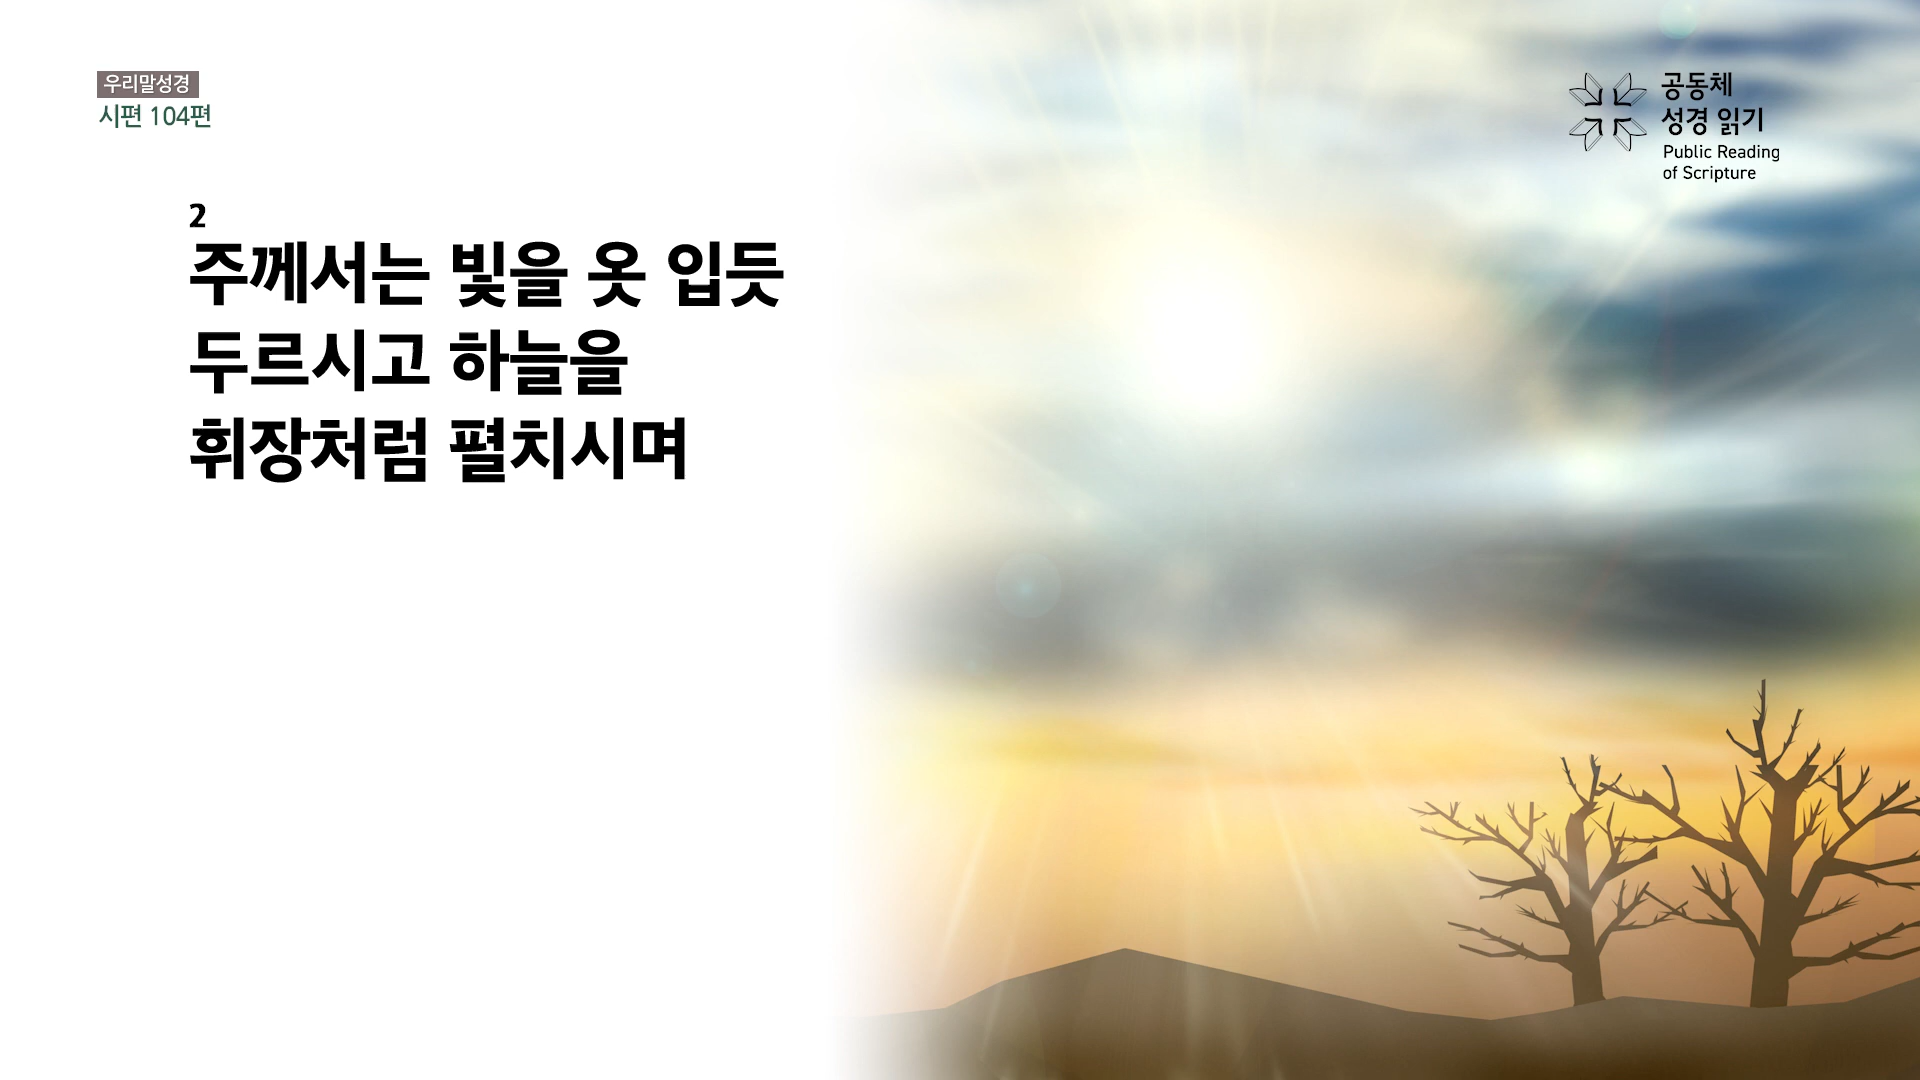 우리말성경
시편 104편
공동체
성경 읽기
Public Reading
of Scripture
2
주께서는 빛을 옷 입듯
두르시고 하늘을
휘장처럼 펼치시며